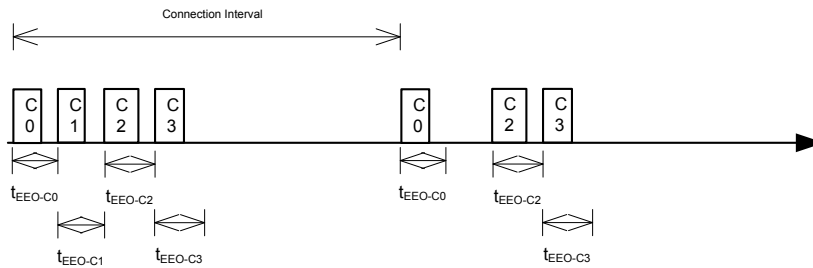 Connection Interval
C
0
C
1
C
2
C
3
C
0
C
2
C
3
tEEO-C0
tEEO-C2
tEEO-C0
tEEO-C2
tEEO-C1
tEEO-C3
tEEO-C3